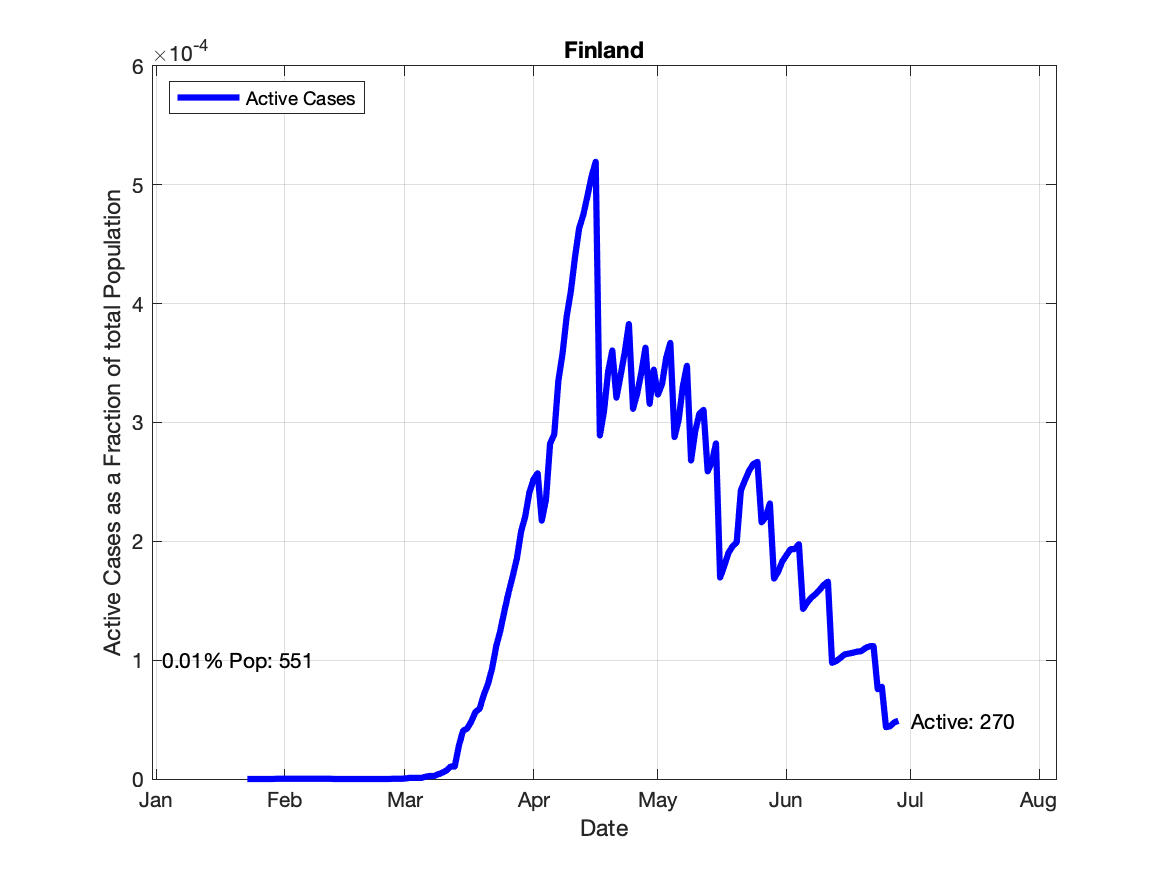 Finland
×10-4
Active Cases
6
5
4
3
2
1
0
Active Cases as a Fraction of total Population
0.01% Pop: 551
Active: 270
Jan Feb Mar Apr May Jun Jul Aug
Date